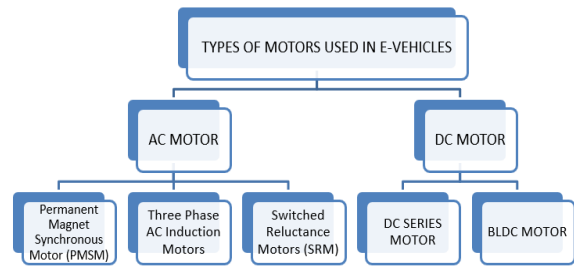 TYPES OF MOTORS USED IN E-VEHICLES
AC MOTOR
DC MOTOR
Permanent
Magnet
Synchronous
Motor (PMSM)
Three Phase
AC Induction
Motors
Switched
Reluctance
Motors (SRM)
DC SERIES
MOTOR
BLDC MOTOR